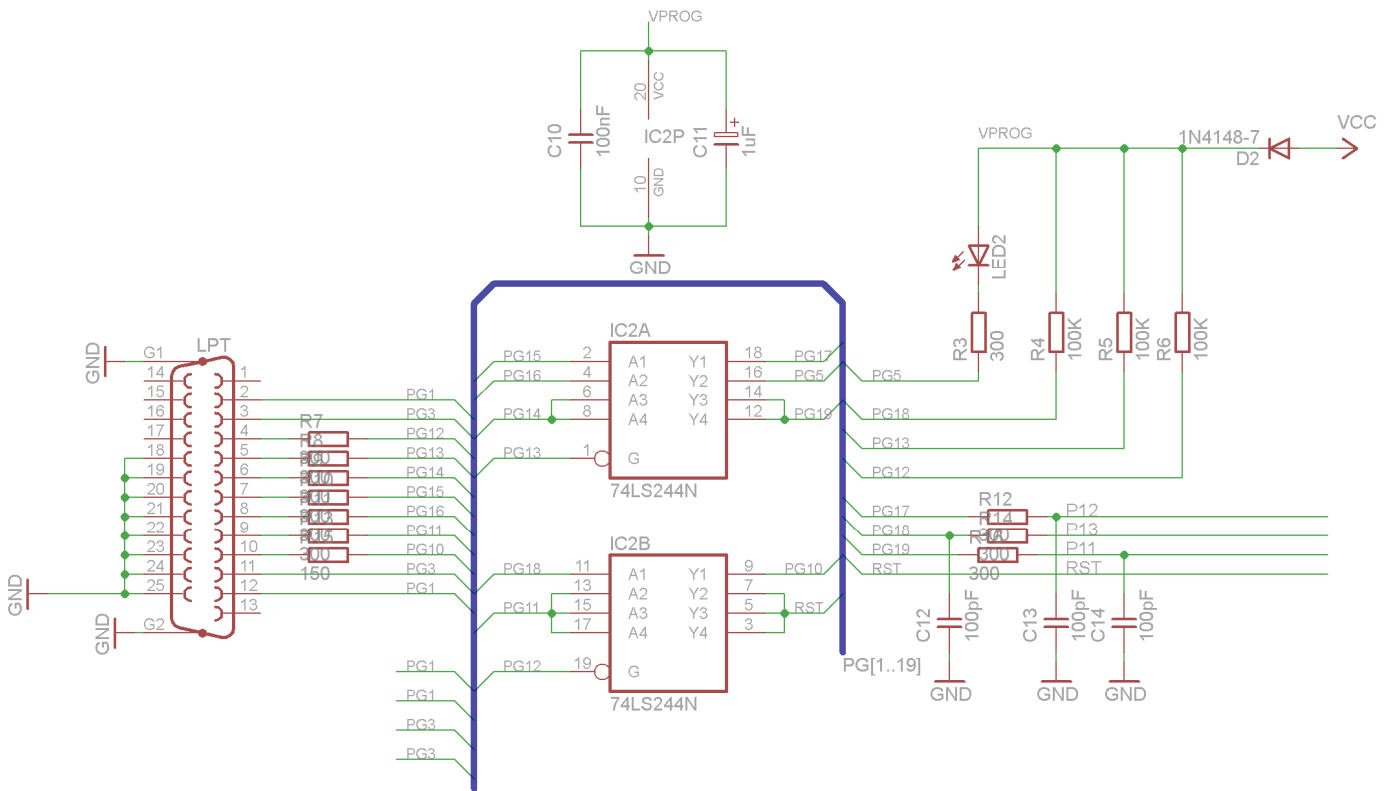 VPROG
C10
100nF
20
VCC
IC2P
10
GND
C11
+
1uF
GND
VPROG
1N4148-7
D2
VCC
LED2
R3
300
R4
100K
R5
100K
R6
100K
LPT
GND
G1
14
15
16
17
18
19
20
21
22
23
24
25
G2
GND
GND
1
2
3
4
5
6
7
8
9
10
11
12
13
R7
R8
300
150
PG1
PG3
PG12
PG13
PG14
PG15
PG16
PG11
PG10
PG3
PG1
PG1
PG1
PG3
PG3
IC2A
PG15
2
A1
Y1
18
PG17
PG16
4
A2
Y2
16
PG5
6
A3
Y3
14
PG14
8
A4
Y4
12
PG19
PG13
1
G
74LS244N
IC2B
PG18
11
A1
Y1
9
PG10
13
A2
Y2
7
PG11
15
A3
Y3
5
RST
17
A4
Y4
3
PG12
19
G
74LS244N
PG[1..19]
PG5
PG18
PG13
PG12
PG17
R12
P12
PG18
R14
P13
PG19
300
P11
RST
300
RST
C12
100pF
C13
100pF
C14
100pF
GND
GND
GND